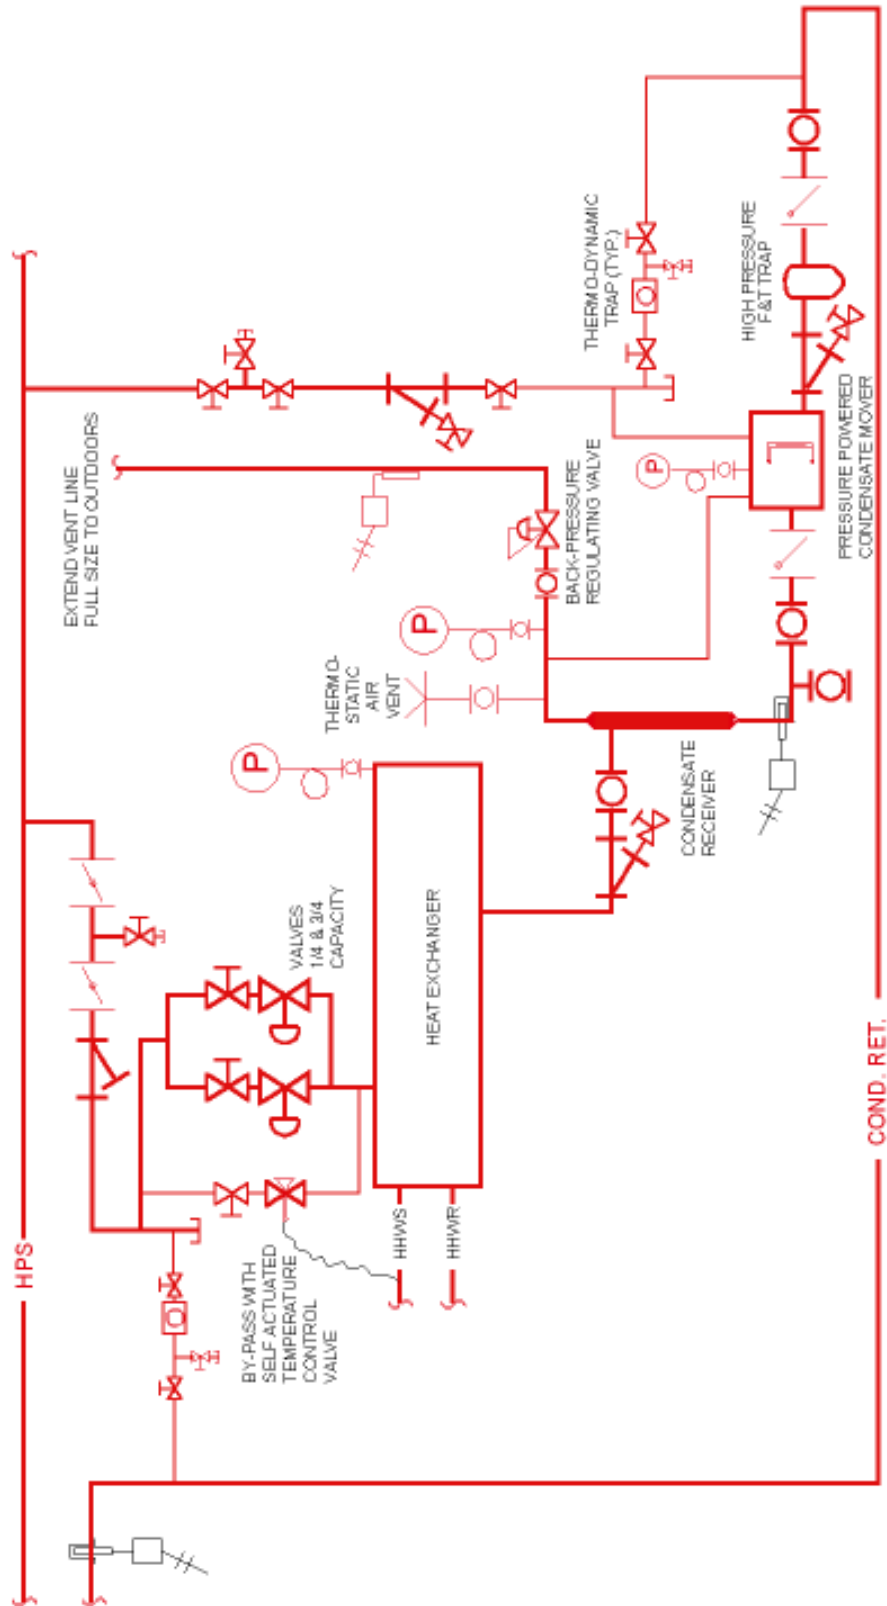 HPS
EXTEND VENT LINE
FULL SIZE TO OUTDOORS
THERMO-DYNAMIC
TRAP (TYP.)
HIGH PRESSURE
F&T TRAP
P
BACK-PRESSURE
REGULATING VALVE
PRESSURE POWERED
CONDENSATE MOVER
P
THERMO-
STATIC
AIR
VENT
P
VALVES
1/4 & 3/4
CAPACITY
HEAT EXCHANGER
CONDENSATE
RECEIVER
HHWS
HHWR
BY-PASS WITH
SELF ACTUATED
TEMPERATURE
CONTROL
VALVE
COND. RET.